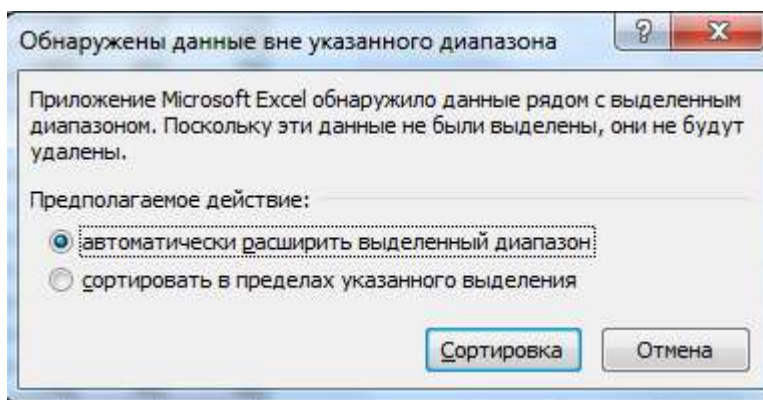 Обнаружены данные вне указанного диапазона
?
Приложение Microsoft Excel обнаружило данные рядом с выделенным
диапазоном. Поскольку эти данные не были выделены, они не будут
удалены.
Предполагаемое действие:
автоматически расширить выделенный диапазон
сортировать в пределах указанного выделения
Сортировка Отмена